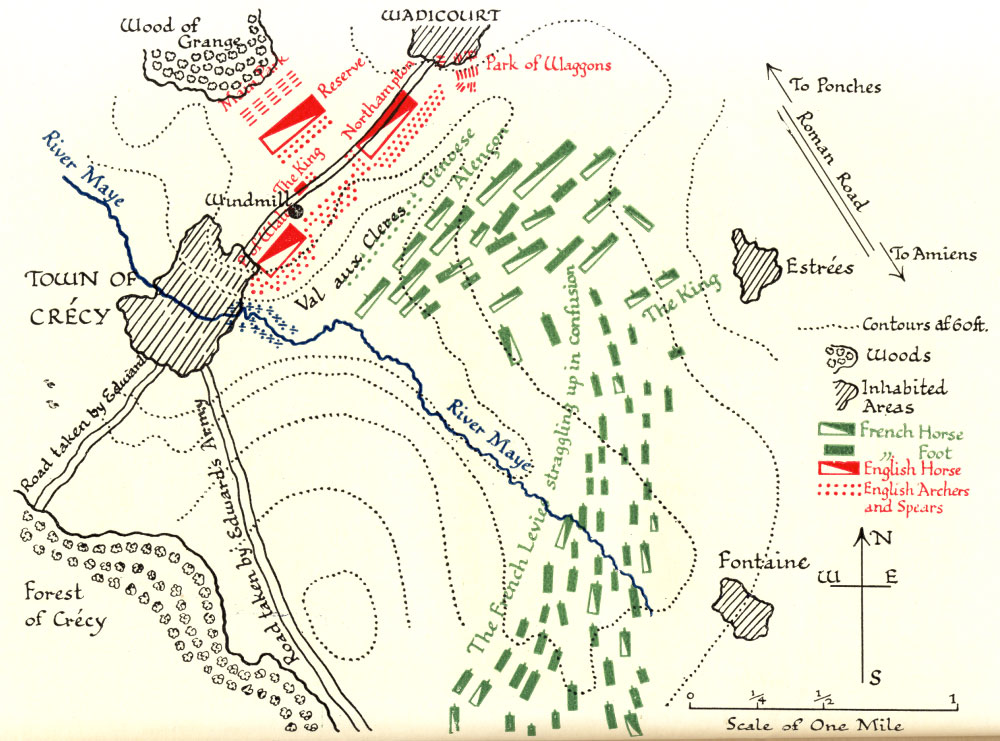 Wood of
Grange
WADICOURT
Main Park
Reserve
Northampton
Park of Waggons
To Ponches
Roman Road
To Amiens
River Maye
The King
Windmill
Genoese
Alençon
Val aux Clercs
TOWN OF
CRÉCY
Estrées
The King
Road taken by Edward
Road taken by Edward's Army
River Maye
The French Levies straggling up in confusion
Forest
of Crécy
Fontaine
Contours at 60ft.
Woods
Inhabited
Areas
French Horse
„ Foot
English Horse
English Archers
and Spears
N
W E
S
0 1/4 1/2 1
Scale of One Mile